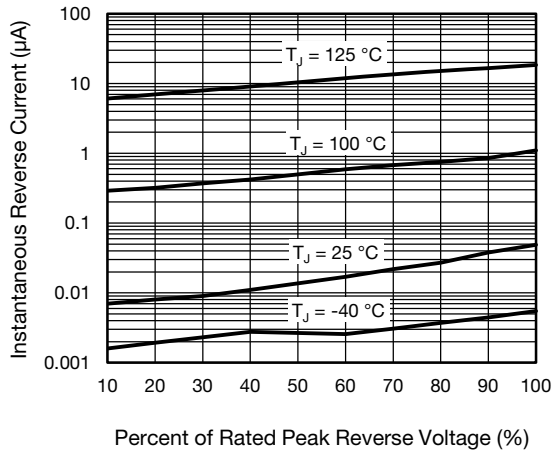 Instantaneous Reverse Current (μA)
100
10
1
0.1
0.01
0.001
T_J = 125 °C
T_J = 100 °C
T_J = 25 °C
T_J = -40 °C
10 20 30 40 50 60 70 80 90 100
Percent of Rated Peak Reverse Voltage (%)